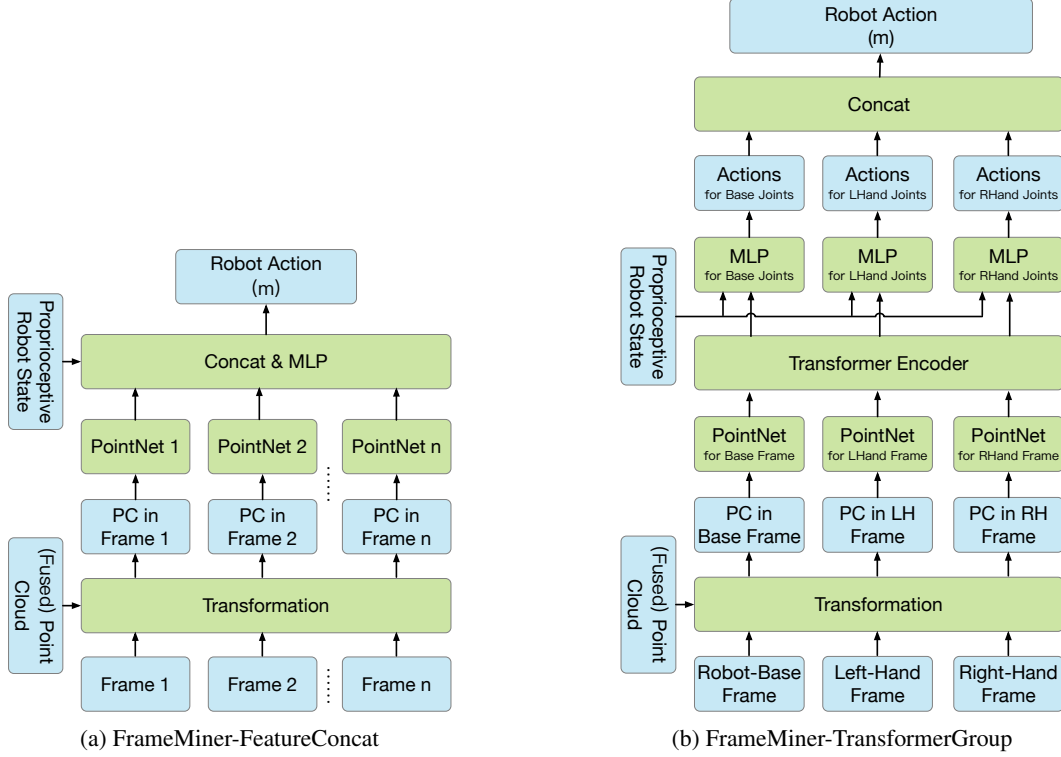 Robot Action
(m)
Concat & MLP
Proprioceptive
Robot State
PointNet 1
PointNet 2
PointNet n
PC in
Frame 1
PC in
Frame 2
PC in
Frame n
(Fused) Point
Cloud
Transformation
Frame 1
Frame 2
Frame n
(a) FrameMiner-FeatureConcat
Robot Action
(m)
Concat
Actions
for Base Joints
Actions
for LHand Joints
Actions
for RHand Joints
MLP
for Base Joints
MLP
for LHand Joints
MLP
for RHand Joints
Proprioceptive
Robot State
Transformer Encoder
PointNet
for Base Frame
PointNet
for LHand Frame
PointNet
for RHand Frame
PC in
Base Frame
PC in LH
Frame
PC in RH
Frame
(Fused) Point
Cloud
Transformation
Robot-Base
Frame
Left-Hand
Frame
Right-Hand
Frame
(b) FrameMiner-TransformerGroup